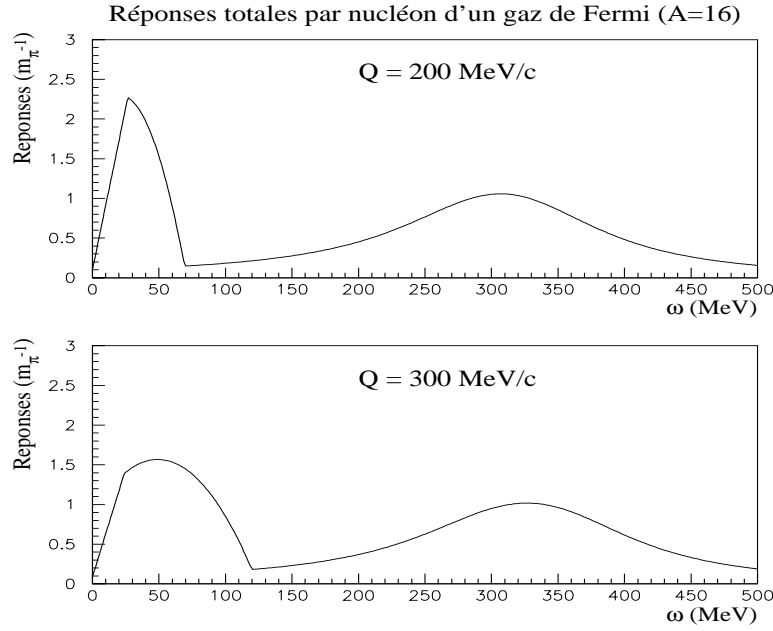 Réponses totales par nucléon d'un gaz de Fermi (A=16)
Reponses (mπ-1)
3
2.5
2
1.5
1
0.5
0
Q = 200 MeV/c
0 50 100 150 200 250 300 350 400 450 500
ω (MeV)
Reponses (mπ-1)
3
2.5
2
1.5
1
0.5
0
Q = 300 MeV/c
0 50 100 150 200 250 300 350 400 450 500
ω (MeV)